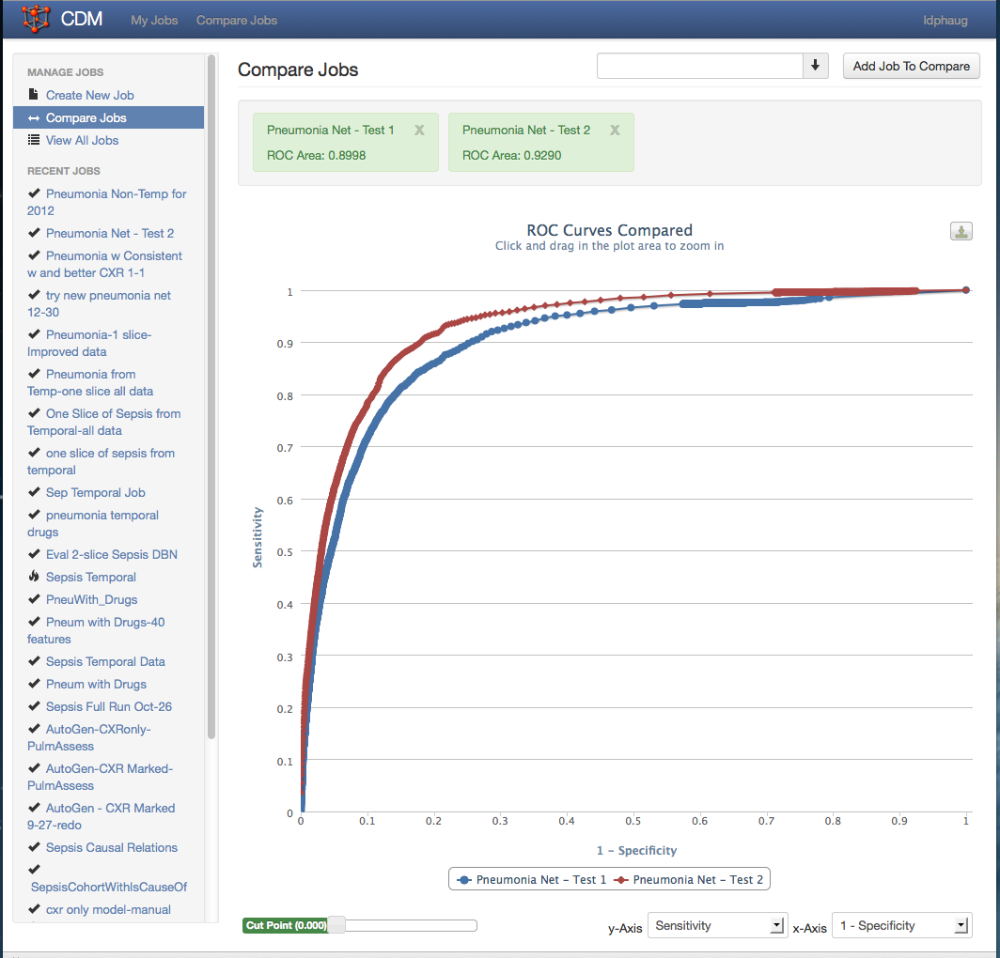 CDM
My Jobs
Compare Jobs
ldphaug
MANAGE JOBS
Create New Job
Compare Jobs
View All Jobs
RECENT JOBS
Pneumonia Non-Temp for
2012
Pneumonia Net - Test 2
Pneumonia w Consistent
w and better CXR 1-1
try new pneumonia net
12-30
Pneumonia-1 slice-
Improved data
Pneumonia from
Temp-one slice all data
One Slice of Sepsis from
Temporal-all data
one slice of sepsis from
temporal
Sep Temporal Job
pneumonia temporal
drugs
Eval 2-slice Sepsis DBN
Sepsis Temporal
PneuWith_Drugs
Pneum with Drugs-40
features
Sepsis Temporal Data
Pneum with Drugs
Sepsis Full Run Oct-26
AutoGen-CXRonly-
PulmAssess
AutoGen-CXR Marked-
PulmAssess
AutoGen - CXR Marked
9-27-redo
Sepsis Causal Relations
SepsisCohortWithIsCauseOf
cxr only model-manual
Compare Jobs
Add Job To Compare
Pneumonia Net - Test 1 X
ROC Area: 0.8998
Pneumonia Net - Test 2 X
ROC Area: 0.9290
ROC Curves Compared
Click and drag in the plot area to zoom in
Sensitivity
1
0.9
0.8
0.7
0.6
0.5
0.4
0.3
0.2
0.1
0
0 0.1 0.2 0.3 0.4 0.5 0.6 0.7 0.8 0.9 1
1 - Specificity
Pneumonia Net - Test 1 Pneumonia Net - Test 2
Cut Point (0.000)
y-Axis Sensitivity x-Axis 1 - Specificity